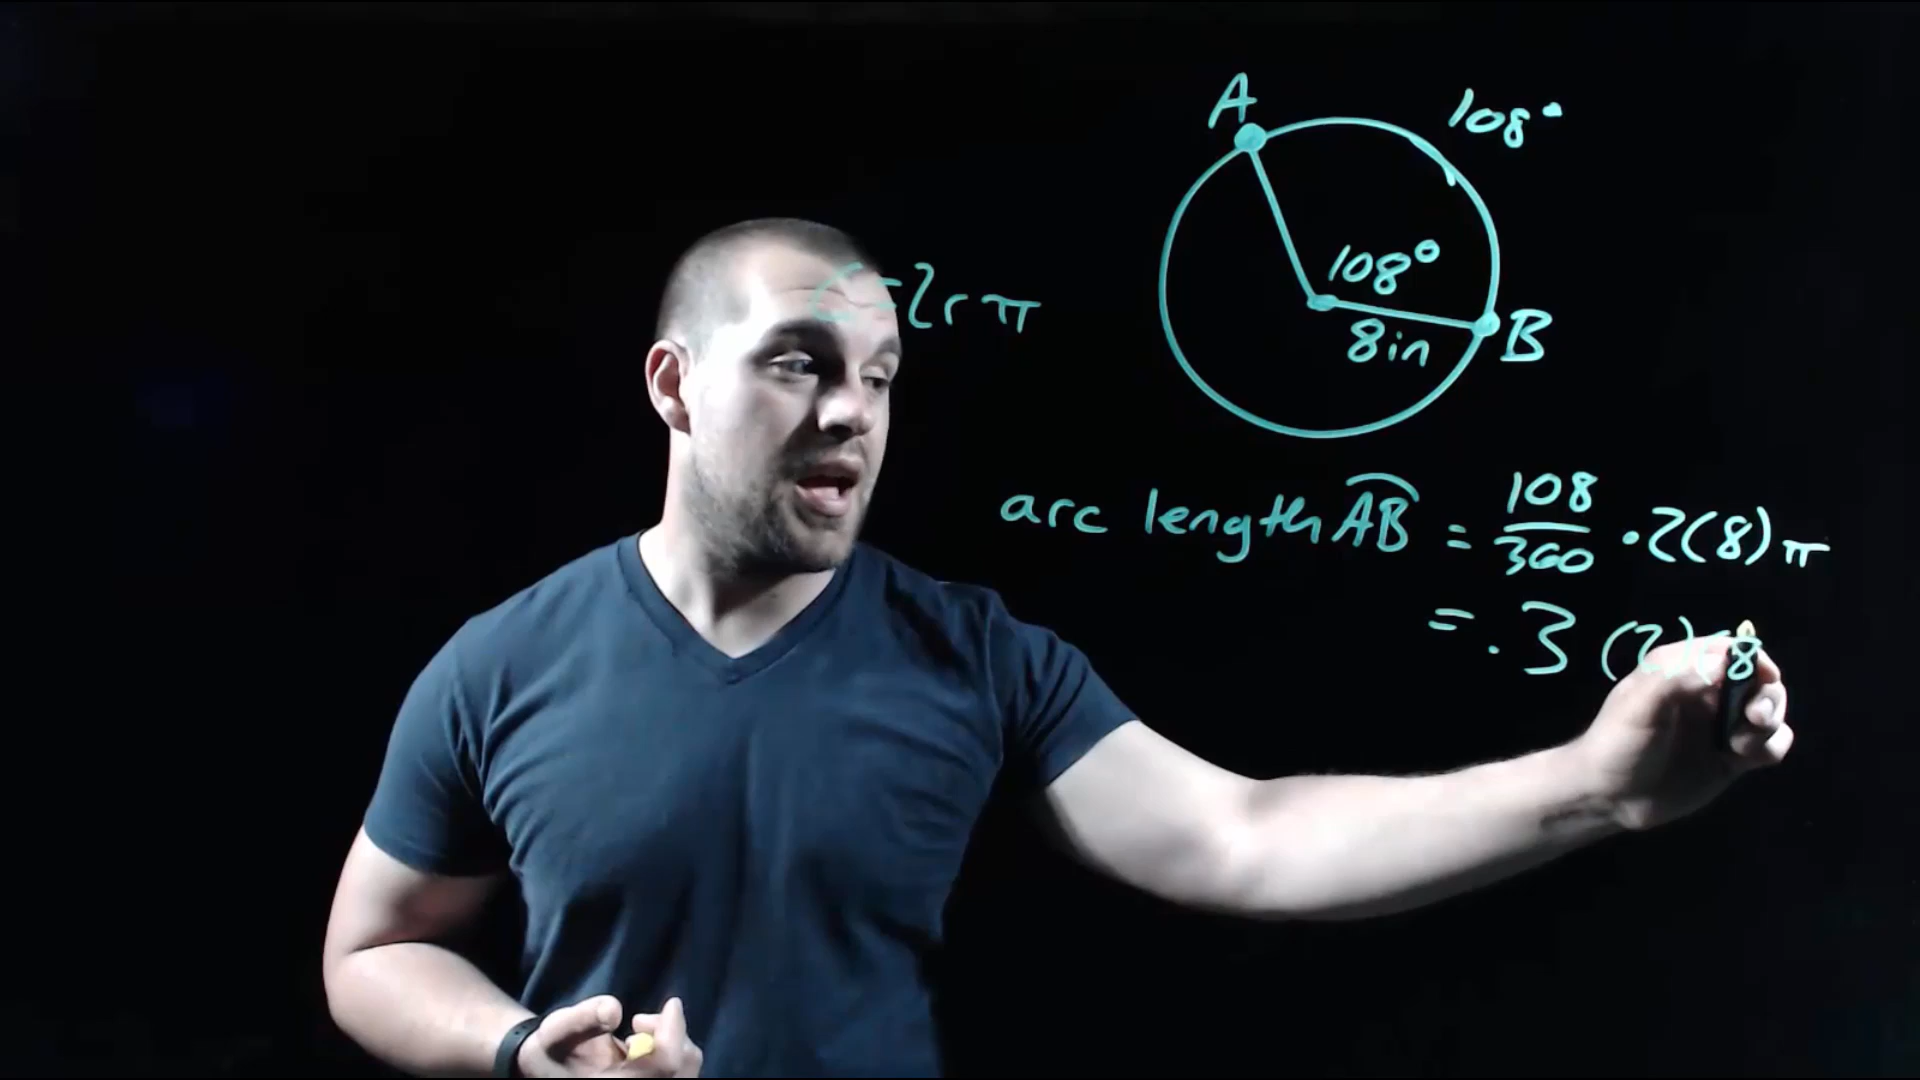 A
108°
C=2rπ
108°
8in
B
arc length AB = 108/360 · 2(8)π
= .3 (2)(8